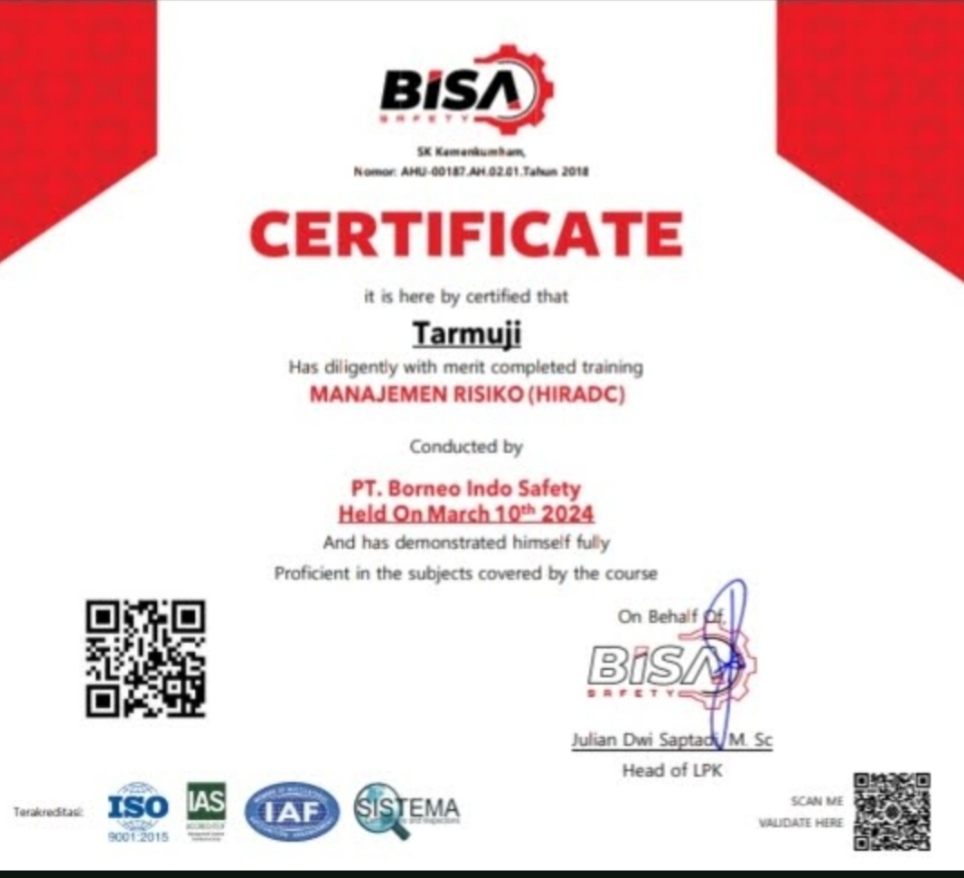 BISA
SAFETY
SK Kemenkumham,
Nomor: AHU-00187.AH.02.01.Tahun 2018
CERTIFICATE
it is here by certified that
Tarmuji
Has diligently with merit completed training
MANAJEMEN RISIKO (HIRADC)
Conducted by
PT. Borneo Indo Safety
Held On March 10th 2024
And has demonstrated himself fully
Proficient in the subjects covered by the course
On Behalf Of,
BISA
SAFETY
Julian Dwi Saptadi, M. Sc
Head of LPK
Terakreditasi:
ISO
9001:2015
IAS
ACCREDITED
IAF
SISTEMA
SCAN ME
VALIDATE HERE